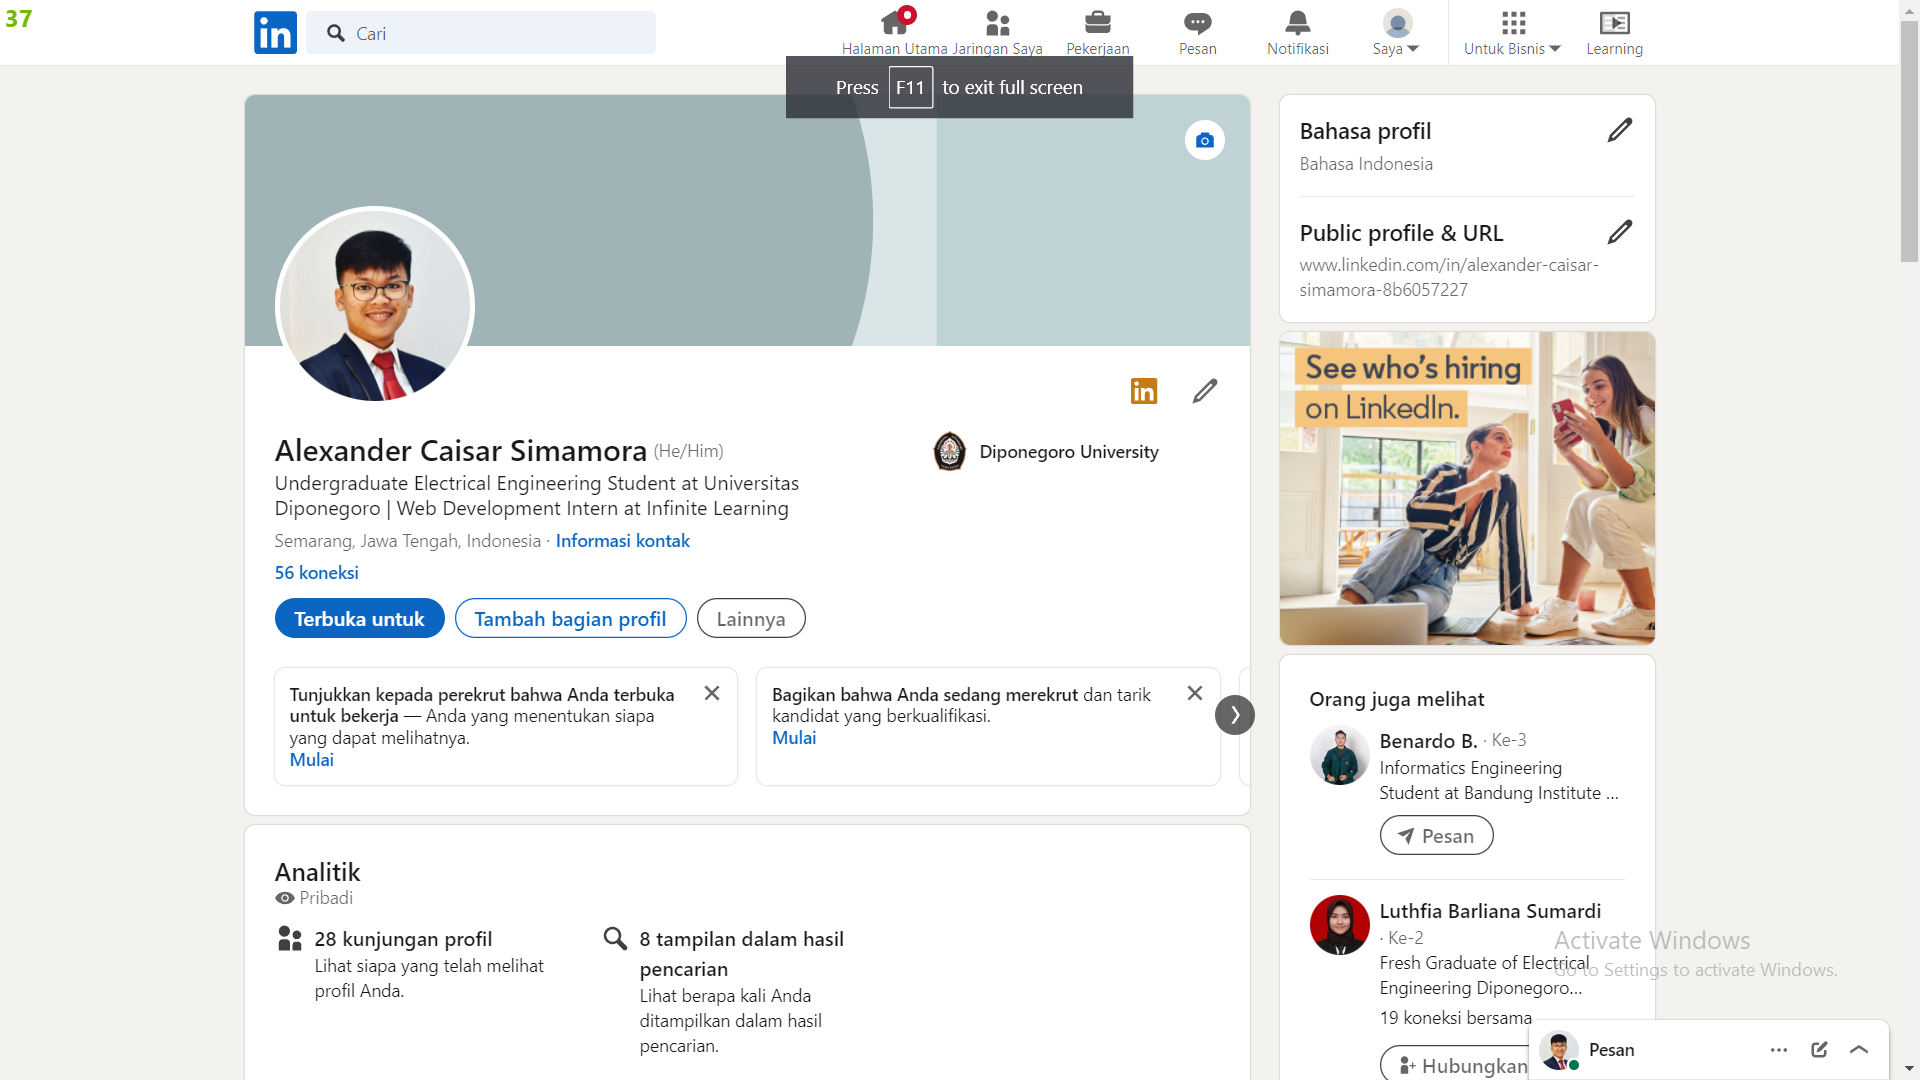 37
in
Cari
Halaman Utama
Jaringan Saya
Pekerjaan
Pesan
Notifikasi
Saya
Untuk Bisnis
Learning
Press F11 to exit full screen
in
Alexander Caisar Simamora (He/Him)
Diponegoro University
Undergraduate Electrical Engineering Student at Universitas
Diponegoro | Web Development Intern at Infinite Learning
Semarang, Jawa Tengah, Indonesia · Informasi kontak
56 koneksi
Terbuka untuk
Tambah bagian profil
Lainnya
Tunjukkan kepada perekrut bahwa Anda terbuka
untuk bekerja — Anda yang menentukan siapa
yang dapat melihatnya.
Mulai
Bagikan bahwa Anda sedang merekrut dan tarik
kandidat yang berkualifikasi.
Mulai
Analitik
Pribadi
28 kunjungan profil
Lihat siapa yang telah melihat
profil Anda.
8 tampilan dalam hasil
pencarian
Lihat berapa kali Anda
ditampilkan dalam hasil
pencarian.
Bahasa profil
Bahasa Indonesia
Public profile & URL
www.linkedin.com/in/alexander-caisar-
simamora-8b6057227
See who's hiring
on LinkedIn.
Orang juga melihat
Benardo B. · Ke-3
Informatics Engineering
Student at Bandung Institute ...
Pesan
Luthfia Barliana Sumardi
· Ke-2
Fresh Graduate of Electrical
Engineering Diponegoro...
19 koneksi bersama
Hubungkan
Activate Windows
Go to Settings to activate Windows.
Pesan